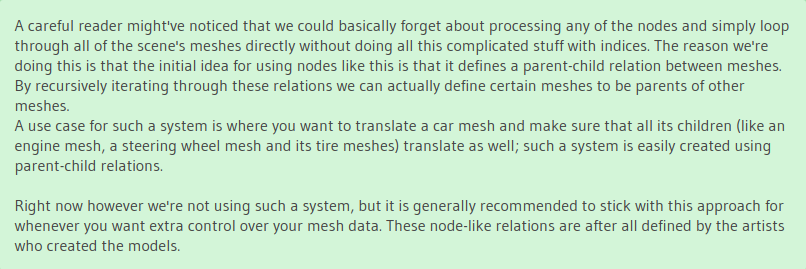 A careful reader might've noticed that we could basically forget about processing any of the nodes and simply loop
through all of the scene's meshes directly without doing all this complicated stuff with indices. The reason we're
doing this is that the initial idea for using nodes like this is that it defines a parent-child relation between meshes.
By recursively iterating through these relations we can actually define certain meshes to be parents of other
meshes.
A use case for such a system is where you want to translate a car mesh and make sure that all its children (like an
engine mesh, a steering wheel mesh and its tire meshes) translate as well; such a system is easily created using
parent-child relations.
Right now however we're not using such a system, but it is generally recommended to stick with this approach for
whenever you want extra control over your mesh data. These node-like relations are after all defined by the artists
who created the models.